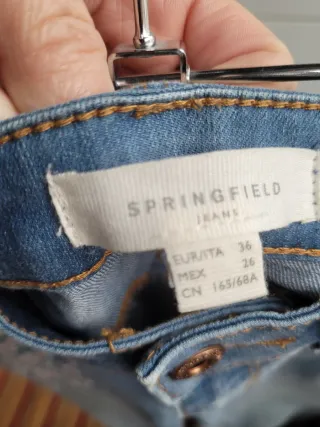 SPRINGFIELD
JEANS
EUR/ITA 36
MEX 26
CN 165/68A